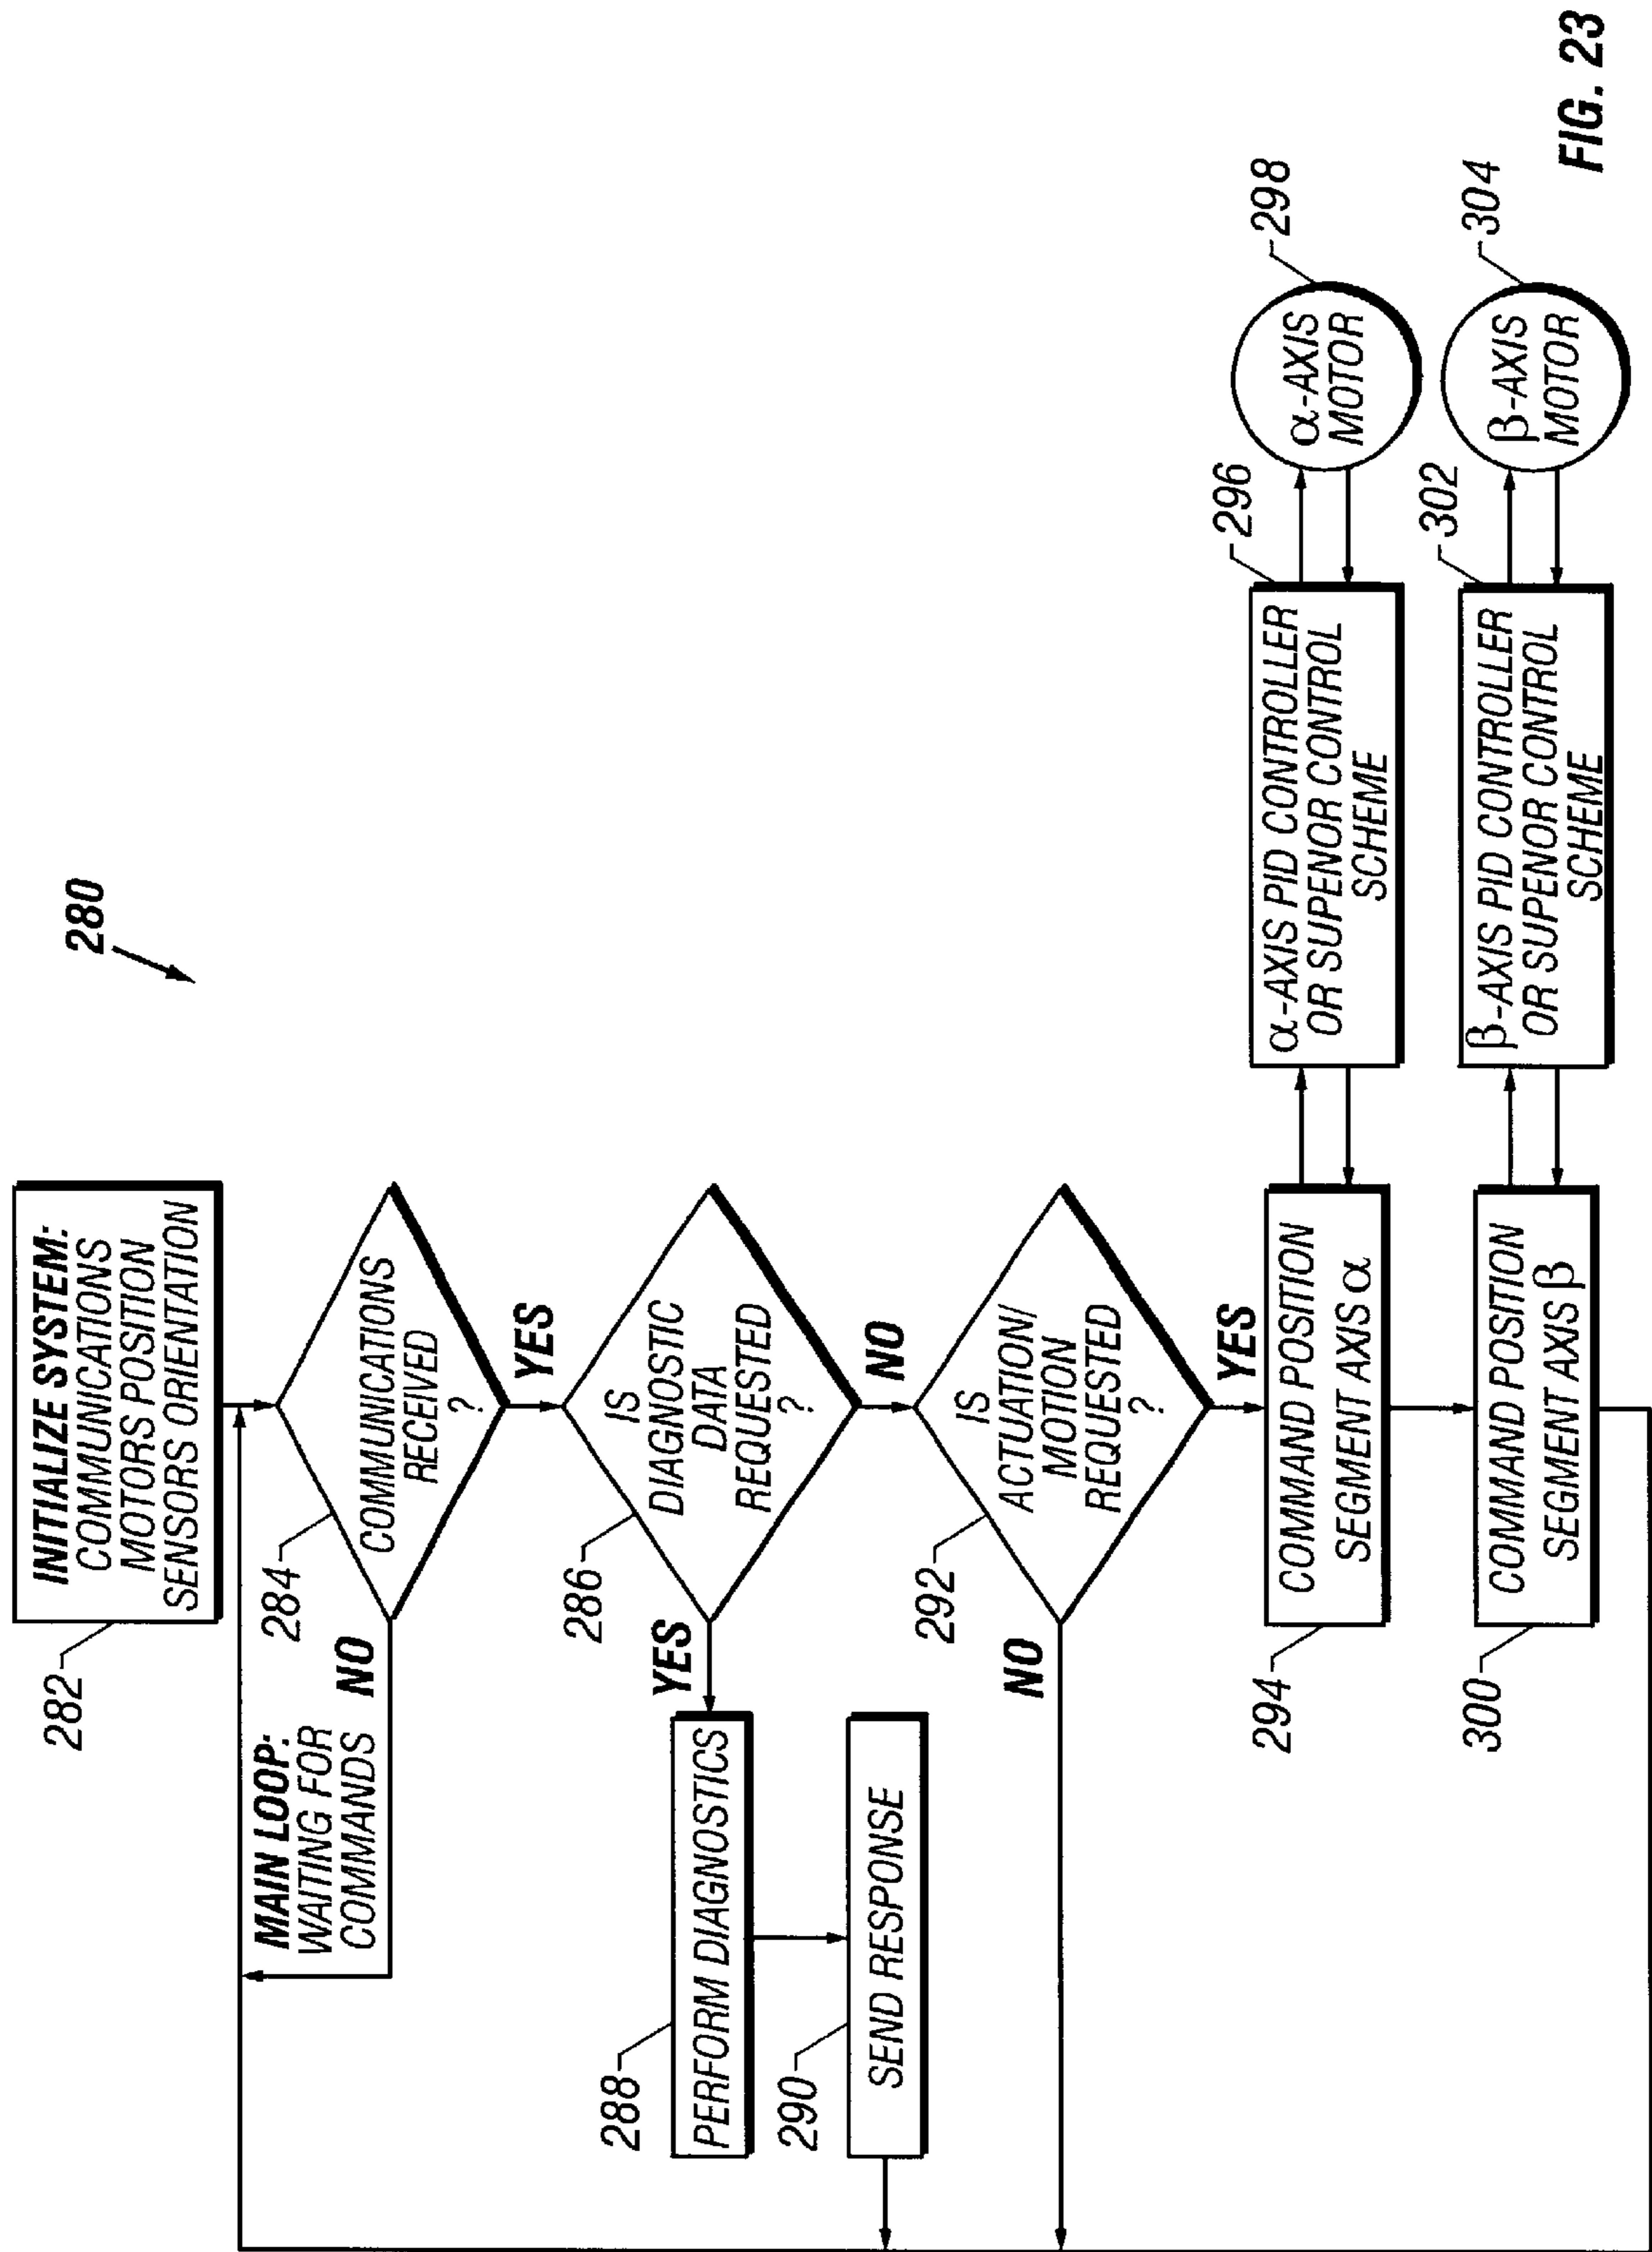 280
INITIALIZE SYSTEM:
COMMUNICATIONS
MOTORS POSITION
SENSORS ORIENTATION
282
MAIN LOOP:
WAITING FOR
COMMANDS
NO
284
COMMUNICATIONS
RECEIVED
?
YES
286
IS
DIAGNOSTIC
DATA
REQUESTED
?
YES
288
PERFORM DIAGNOSTICS
290
SEND RESPONSE
NO
292
IS
ACTUATION/
MOTION
REQUESTED
?
NO
YES
294
COMMAND POSITION
SEGMENT AXIS α
296
α-AXIS PID CONTROLLER
OR SUPENOR CONTROL
SCHEME
298
α-AXIS
MOTOR
300
COMMAND POSITION
SEGMENT AXIS β
302
β-AXIS PID CONTROLLER
OR SUPENOR CONTROL
SCHEME
304
β-AXIS
MOTOR
FIG. 23